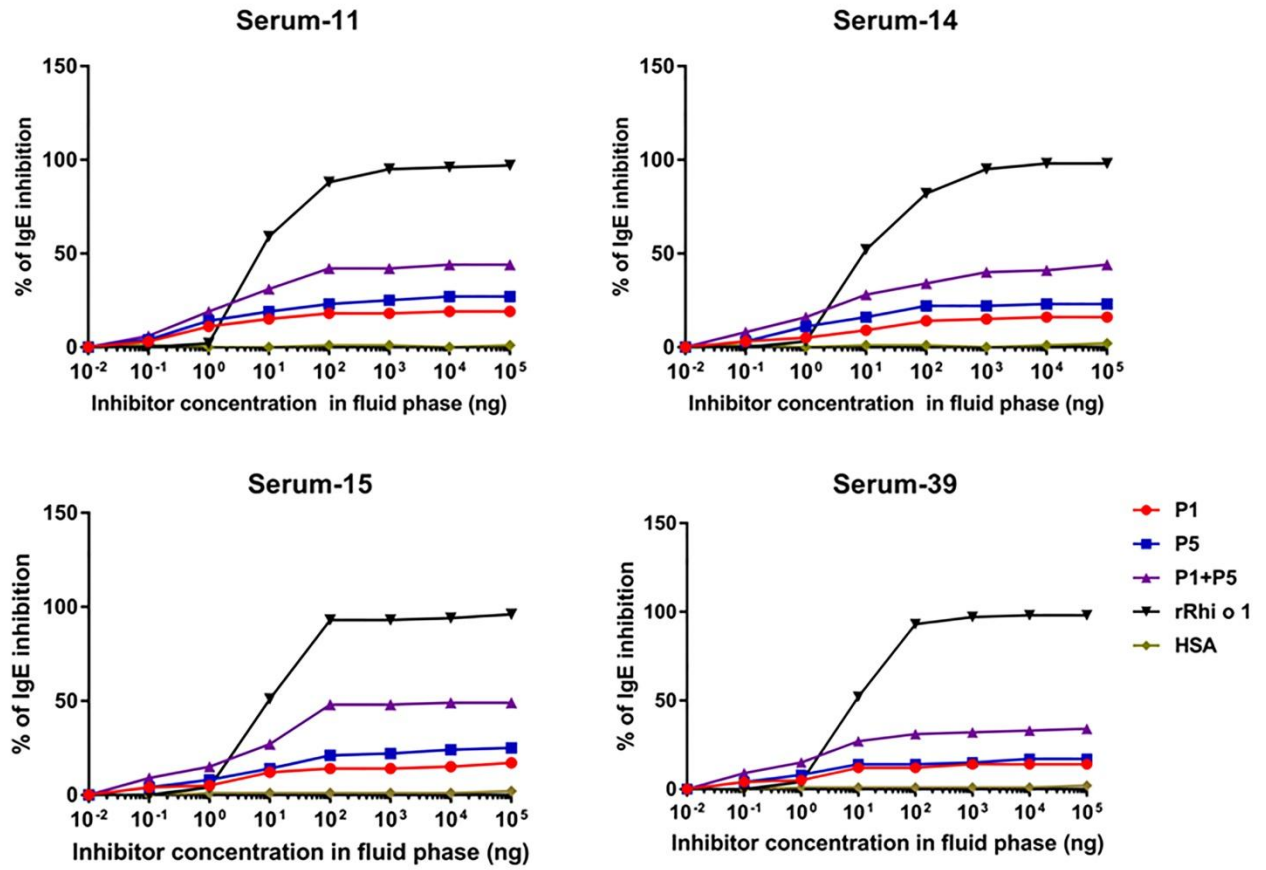 Serum-11
150
100
50
0
% of IgE inhibition
10-2 10-1 100 101 102 103 104 105
Inhibitor concentration in fluid phase (ng)
Serum-14
150
100
50
0
% of IgE inhibition
10-2 10-1 100 101 102 103 104 105
Inhibitor concentration in fluid phase (ng)
Serum-15
150
100
50
0
% of IgE inhibition
10-2 10-1 100 101 102 103 104 105
Inhibitor concentration in fluid phase (ng)
Serum-39
150
100
50
0
% of IgE inhibition
10-2 10-1 100 101 102 103 104 105
Inhibitor concentration in fluid phase (ng)
P1
P5
P1+P5
rRhi o 1
HSA